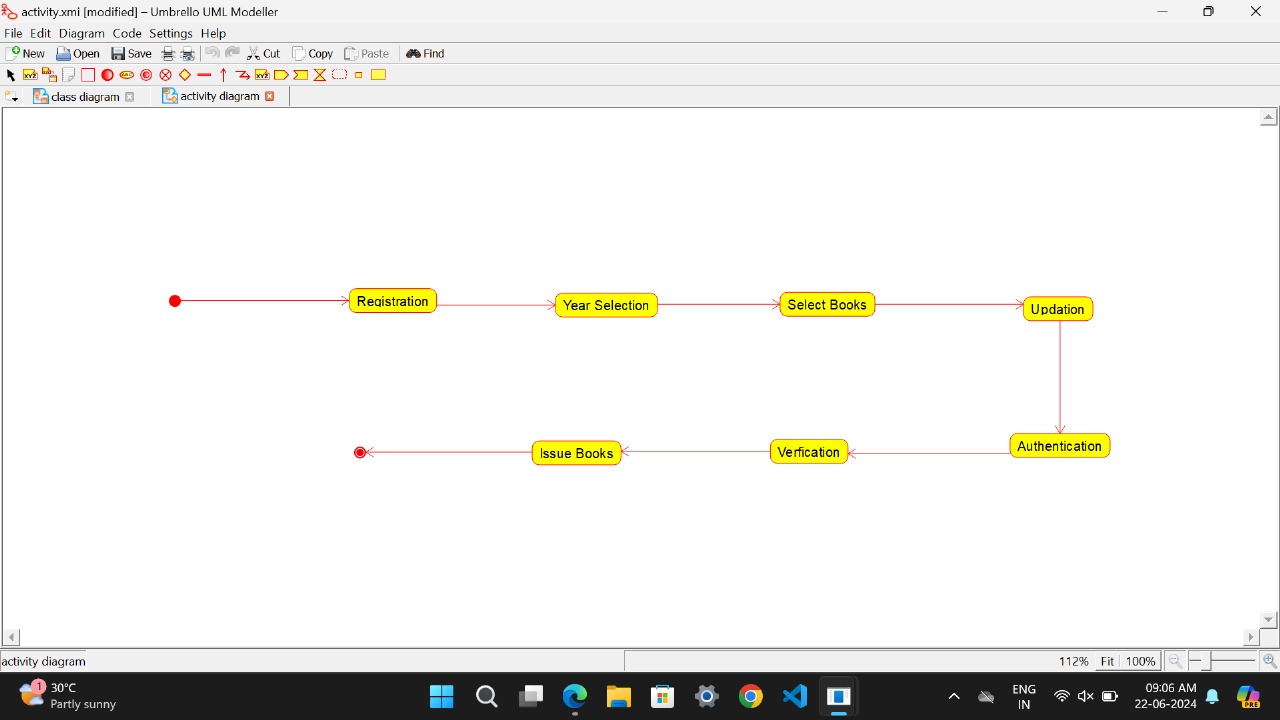 activity.xmi [modified] – Umbrello UML Modeller
File Edit Diagram Code Settings Help
New Open Save Cut Copy Paste Find
class diagram activity diagram
Registration Year Selection Select Books Updation
Issue Books Verfication Authentication
activity diagram 112% Fit 100%
1 30°C ENG 09:06 AM
Partly sunny IN 22-06-2024 PRE